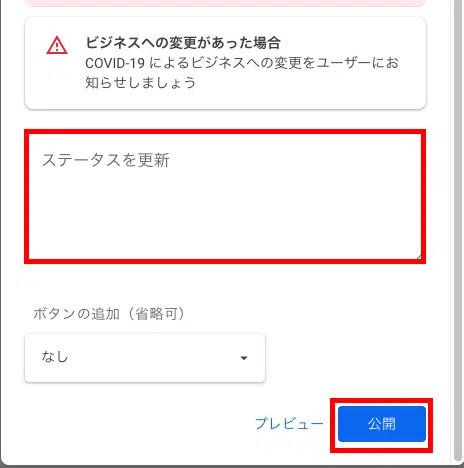 ビジネスへの変更があった場合
COVID-19 によるビジネスへの変更をユーザーにお
知らせしましょう
ステータスを更新
ボタンの追加（省略可）
なし
プレビュー
公開